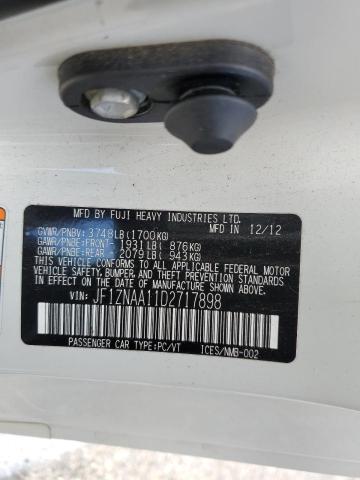 MFD BY FUJI HEAVY INDUSTRIES LTD.
GVWR/PNBV: 3748LB(1700KG) MFD IN 12/12
GAWR/PNBE:FRONT- 1931LB( 876KG)
GAWR/PNBE:REAR - 2079LB( 943KG)
THIS VEHICLE CONFORMS TO ALL APPLICABLE
U.S. FEDERAL MOTOR VEHICLE SAFETY,
BUMPER, AND THEFT PREVENTION STANDARDS
IN EFFECT ON THE DATE OF MANUFACTURE
SHOWN ABOVE.
VIN: JF1ZNAA11D2717898
PASSENGER CAR TYPE:PC/VT ICES/NMB-002